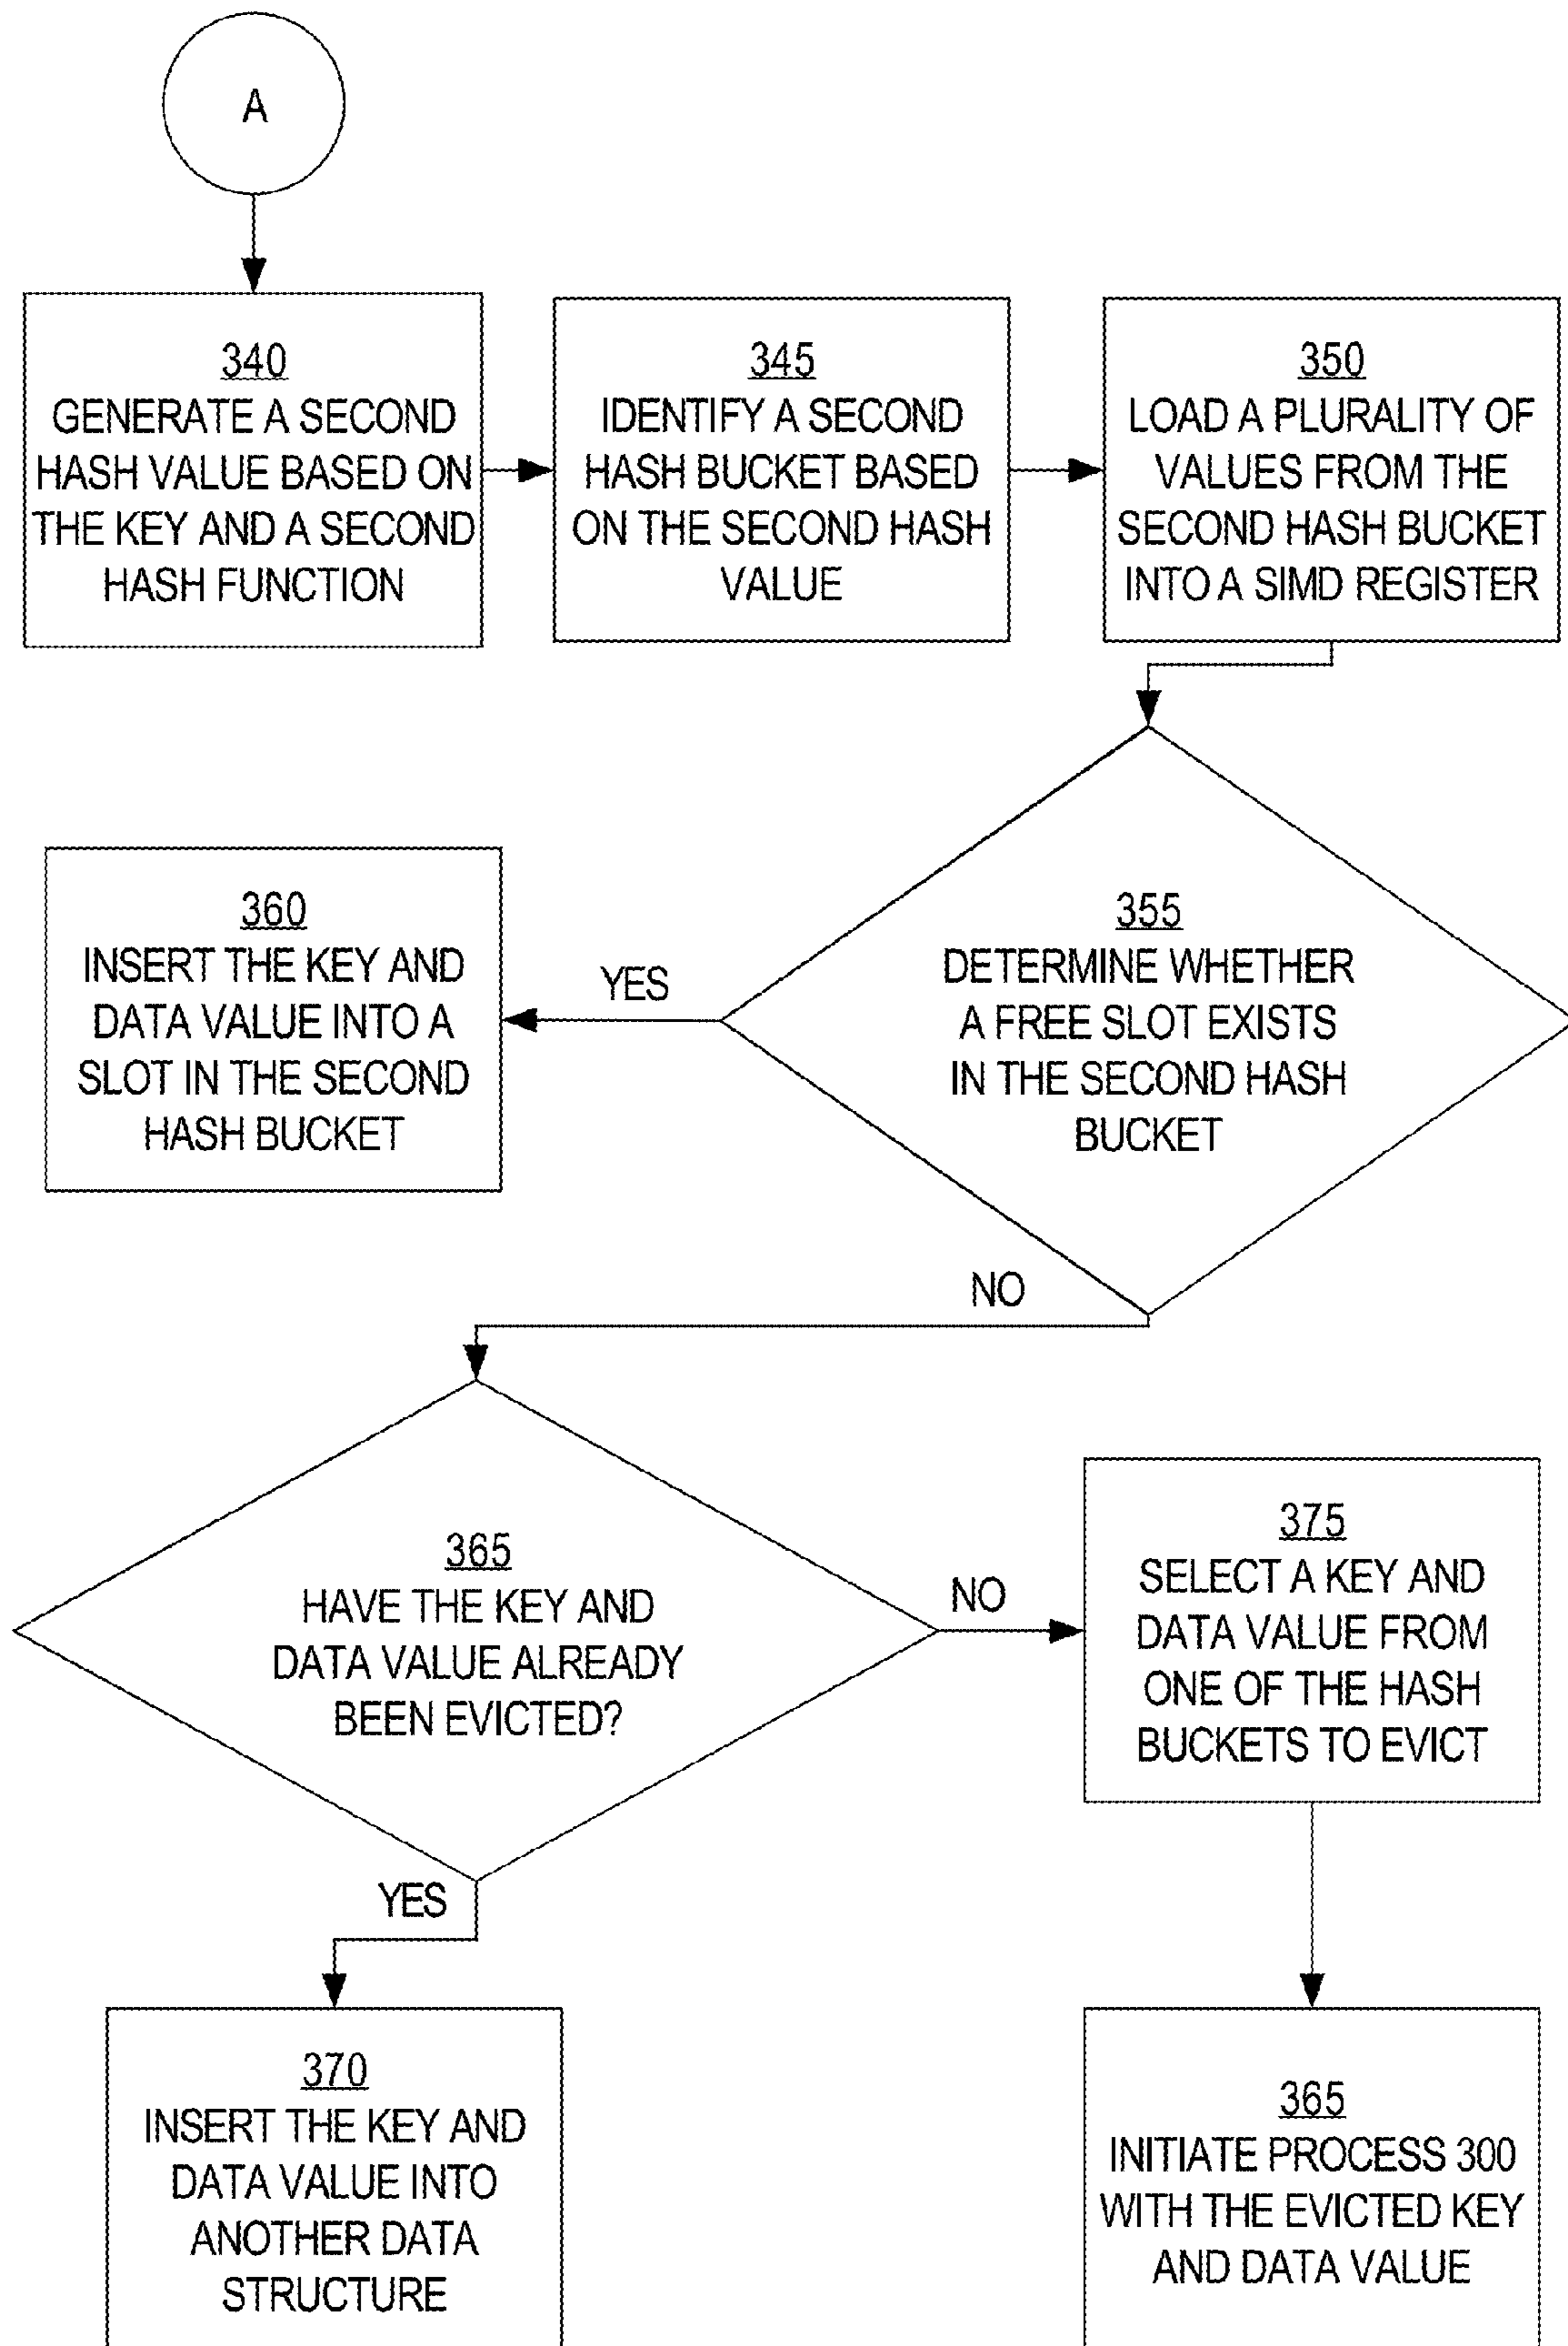 A
340
GENERATE A SECOND
HASH VALUE BASED ON
THE KEY AND A SECOND
HASH FUNCTION
345
IDENTIFY A SECOND
HASH BUCKET BASED
ON THE SECOND HASH
VALUE
350
LOAD A PLURALITY OF
VALUES FROM THE
SECOND HASH BUCKET
INTO A SIMD REGISTER
355
DETERMINE WHETHER
A FREE SLOT EXISTS
IN THE SECOND HASH
BUCKET
YES
360
INSERT THE KEY AND
DATA VALUE INTO A
SLOT IN THE SECOND
HASH BUCKET
NO
365
HAVE THE KEY AND
DATA VALUE ALREADY
BEEN EVICTED?
NO
375
SELECT A KEY AND
DATA VALUE FROM
ONE OF THE HASH
BUCKETS TO EVICT
YES
370
INSERT THE KEY AND
DATA VALUE INTO
ANOTHER DATA
STRUCTURE
365
INITIATE PROCESS 300
WITH THE EVICTED KEY
AND DATA VALUE